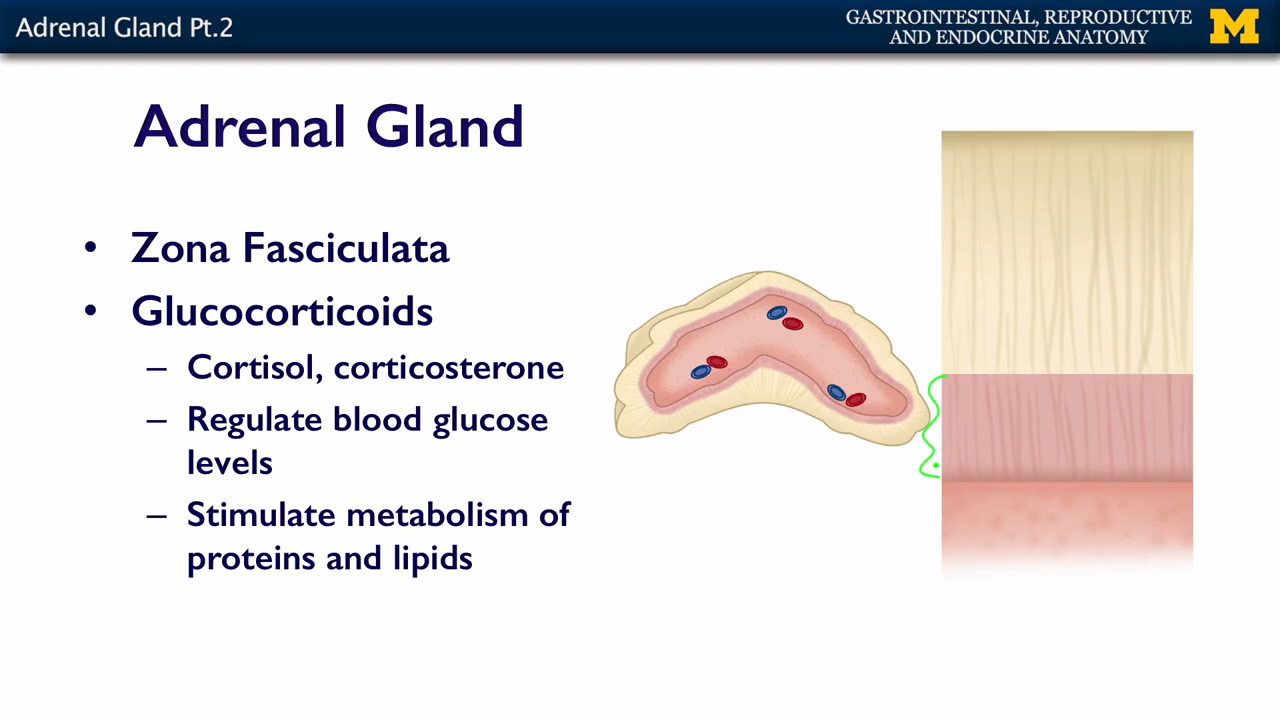 Adrenal Gland Pt.2
GASTROINTESTINAL, REPRODUCTIVE
AND ENDOCRINE ANATOMY
M
Adrenal Gland
• Zona Fasciculata
• Glucocorticoids
– Cortisol, corticosterone
– Regulate blood glucose
levels
– Stimulate metabolism of
proteins and lipids